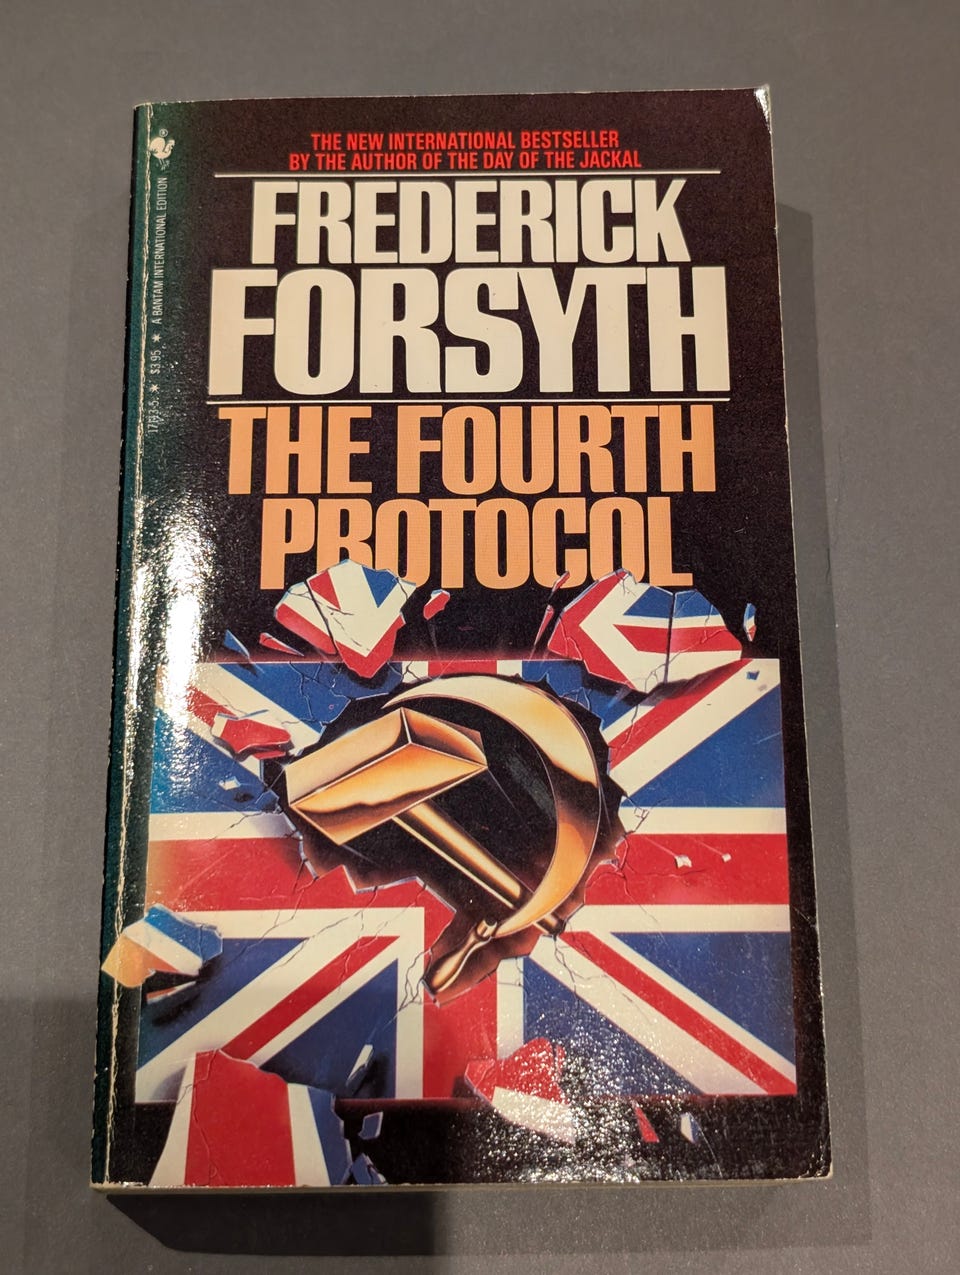 THE NEW INTERNATIONAL BESTSELLER
BY THE AUTHOR OF THE DAY OF THE JACKAL
FREDERICK
FORSYTH
THE FOURTH
PROTOCOL
$3.95 * A BANTAM INTERNATIONAL EDITION